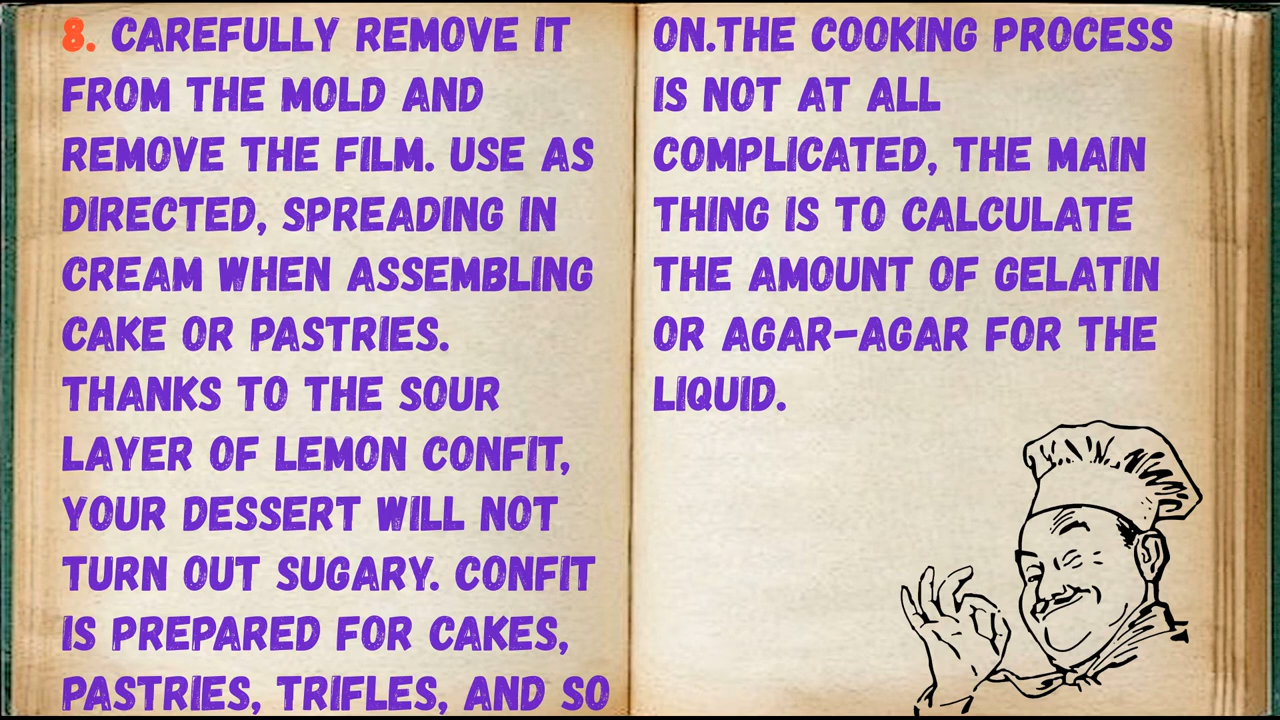 8. CAREFULLY REMOVE IT
FROM THE MOLD AND
REMOVE THE FILM. USE AS
DIRECTED, SPREADING IN
CREAM WHEN ASSEMBLING
CAKE OR PASTRIES.
THANKS TO THE SOUR
LAYER OF LEMON CONFIT,
YOUR DESSERT WILL NOT
TURN OUT SUGARY. CONFIT
IS PREPARED FOR CAKES,
PASTRIES, TRIFLES, AND SO
ON.THE COOKING PROCESS
IS NOT AT ALL
COMPLICATED, THE MAIN
THING IS TO CALCULATE
THE AMOUNT OF GELATIN
OR AGAR-AGAR FOR THE
LIQUID.